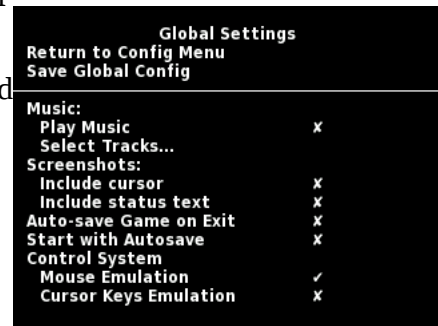 Global Settings
Return to Config Menu
Save Global Config
Music:
Play Music ✘
Select Tracks...
Screenshots:
Include cursor ✘
Include status text ✘
Auto-save Game on Exit ✘
Start with Autosave ✘
Control System
Mouse Emulation ✓
Cursor Keys Emulation ✘